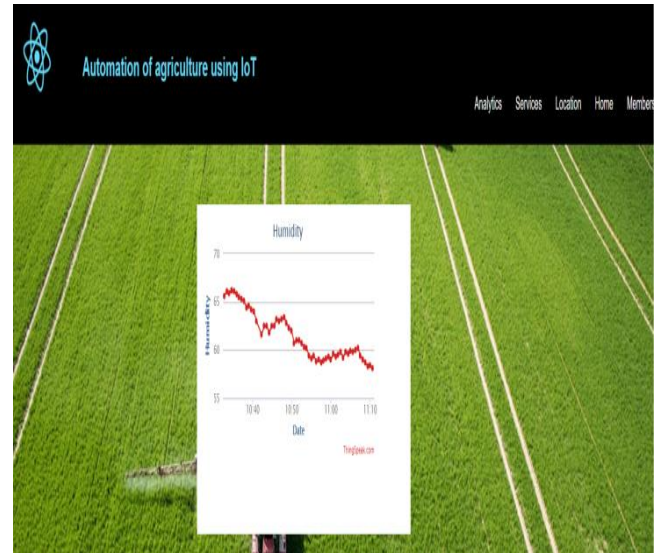 Automation of agriculture using IoT
Analytics Services Location Home Members
Humidity
70
65
60
55
Humidity
10:40 10:50 11:00 11:10
Date
ThingSpeak.com